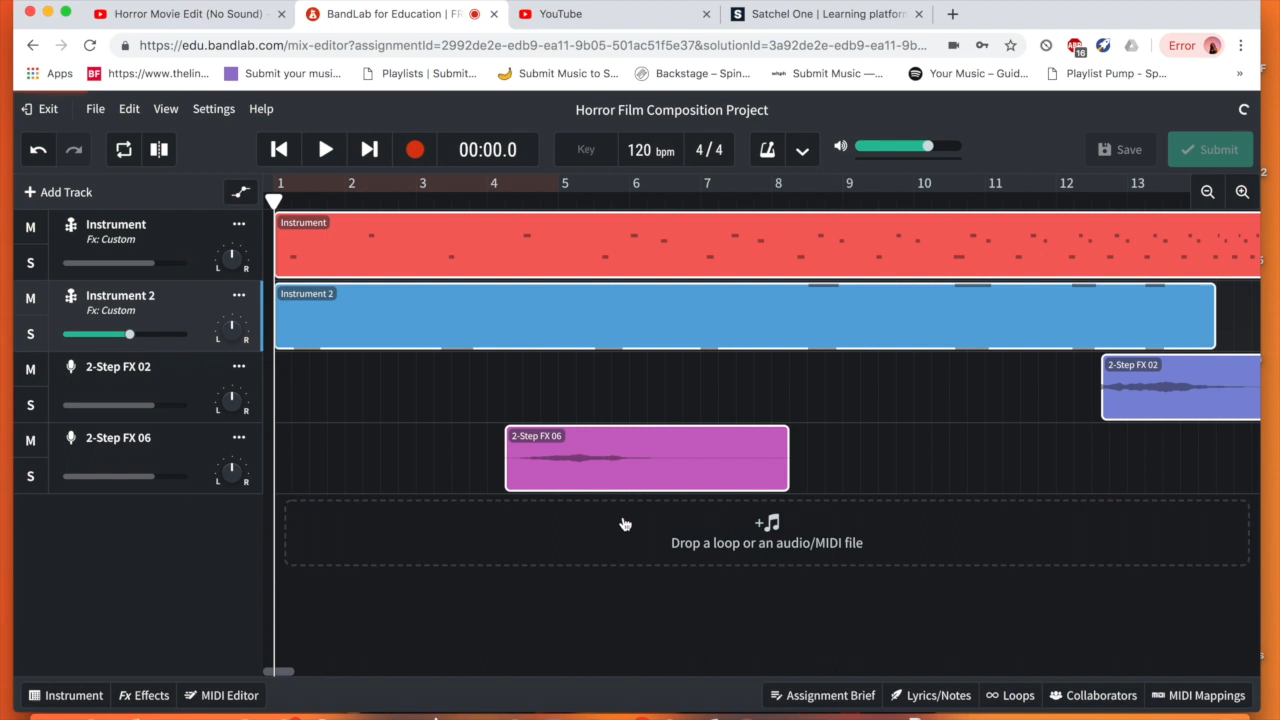 Horror Movie Edit (No Sound)
BandLab for Education | FR
YouTube
Satchel One | Learning platform
https://edu.bandlab.com/mix-editor?assignmentId=2992de2e-edb9-ea11-9b05-501ac51f5e37&solutionId=3a92de2e-edb9-ea11-9b...
16
Error
Apps
BF https://www.thelin...
Submit your musi...
Playlists | Submit...
Submit Music to S...
Backstage – Spin...
whph Submit Music —...
Your Music – Guid...
Playlist Pump - Sp...
»
Exit
File
Edit
View
Settings
Help
Horror Film Composition Project
00:00.0
Key
120 bpm
4 / 4
Save
Submit
+ Add Track
1 2 3 4 5 6 7 8 9 10 11 12 13
M
Instrument
Fx: Custom
S
L R
Instrument
M
Instrument 2
Fx: Custom
S
L R
Instrument 2
M
2-Step FX 02
S
L R
2-Step FX 02
M
2-Step FX 06
S
L R
2-Step FX 06
Drop a loop or an audio/MIDI file
Instrument
Fx Effects
MIDI Editor
Assignment Brief
Lyrics/Notes
Loops
Collaborators
MIDI Mappings